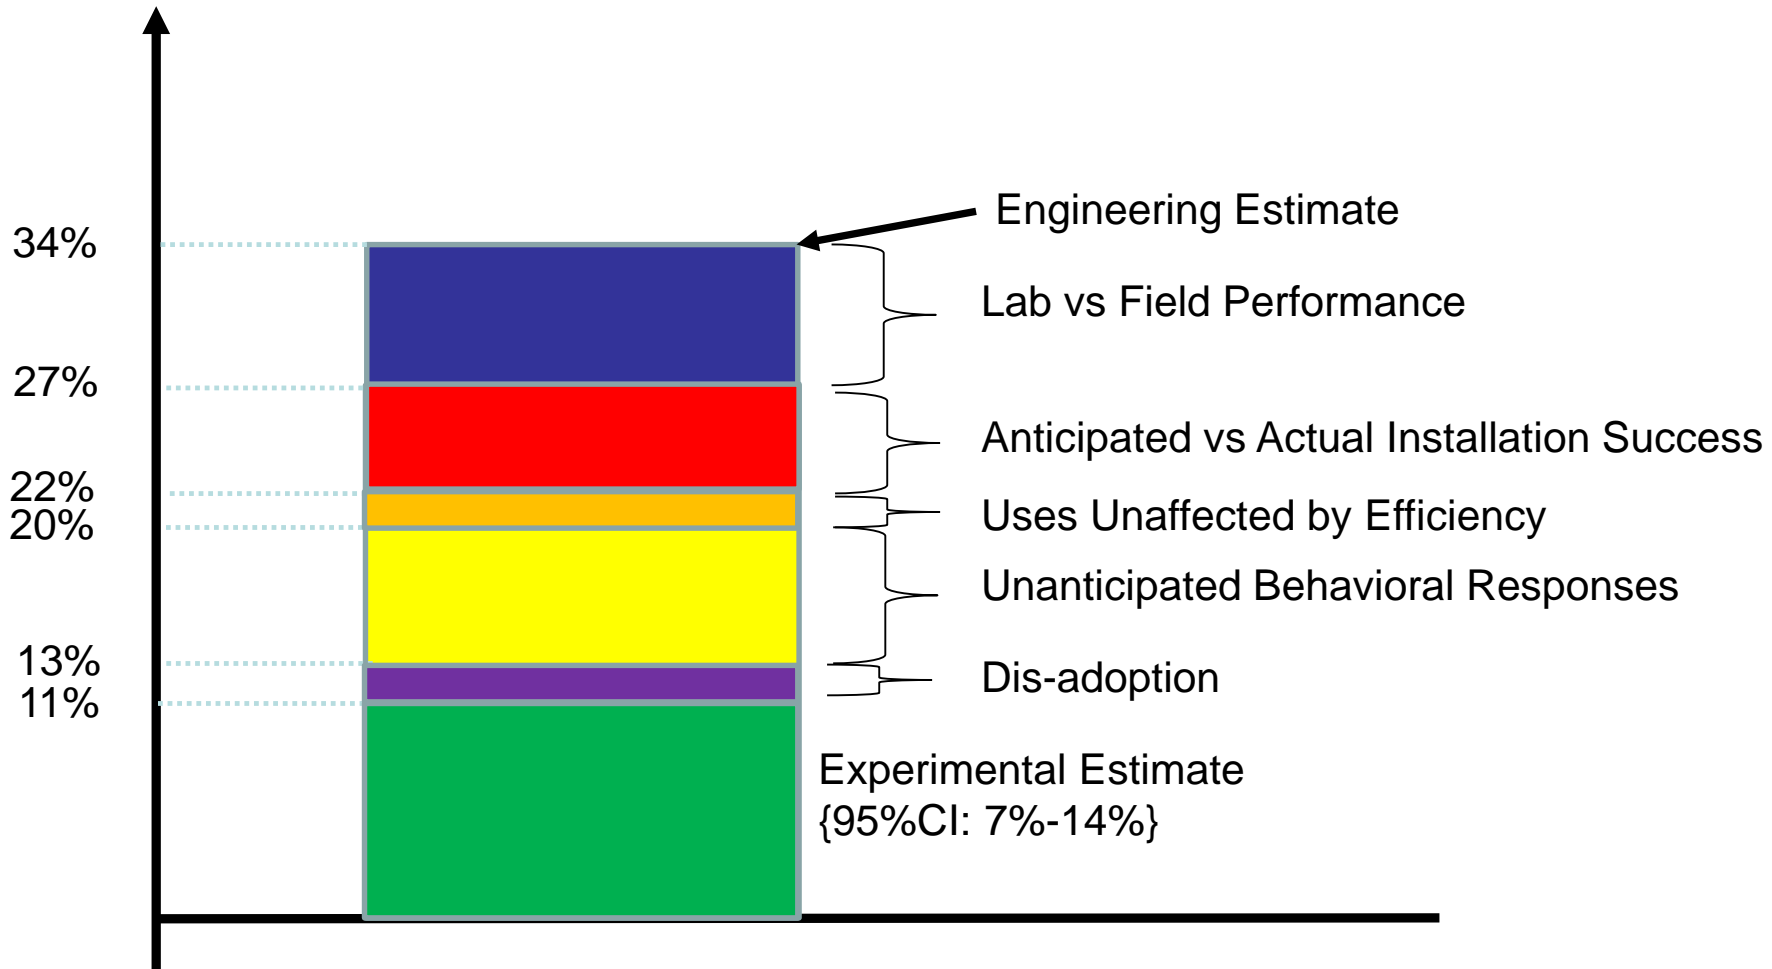 34%
27%
22%
20%
13%
11%
Engineering Estimate
Lab vs Field Performance
Anticipated vs Actual Installation Success
Uses Unaffected by Efficiency
Unanticipated Behavioral Responses
Dis-adoption
Experimental Estimate
{95%CI: 7%-14%}